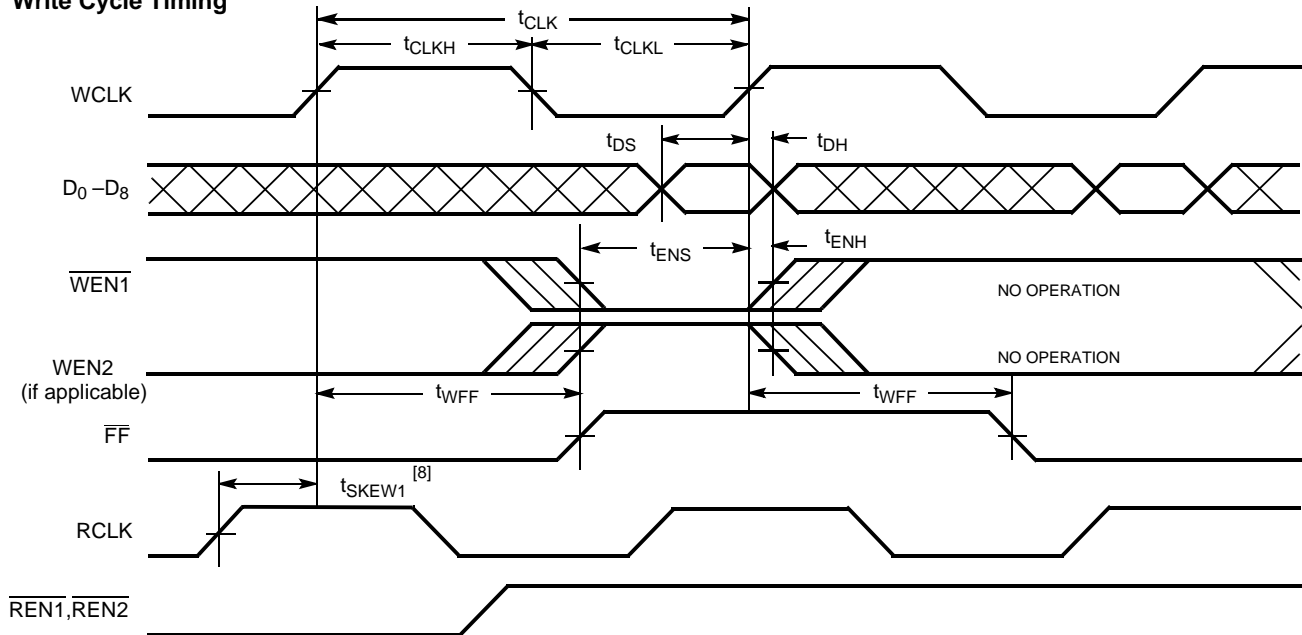 Write Cycle Timing
tCLK
tCLKH
tCLKL
WCLK
tDS
tDH
D0 –D8
tENS
tENH
WEN1
NO OPERATION
WEN2
(if applicable)
NO OPERATION
tWFF
tWFF
FF
tSKEW1 [8]
RCLK
REN1,REN2